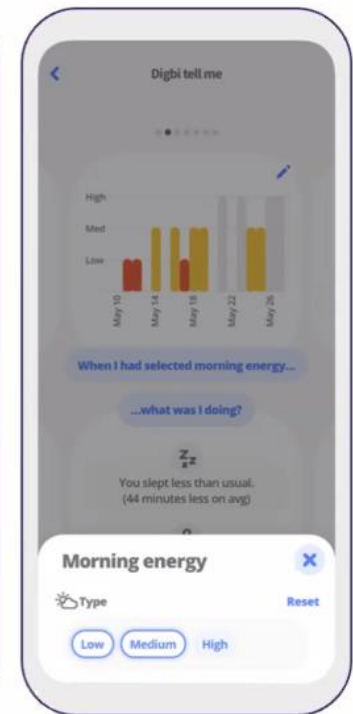 Digbi tell me
High
Med
Low
May 10
May 14
May 18
May 22
May 26
When I had selected morning energy...
...what was I doing?
Zzz
You slept less than usual.
(44 minutes less on avg)
Morning energy
Type
Reset
Low
Medium
High